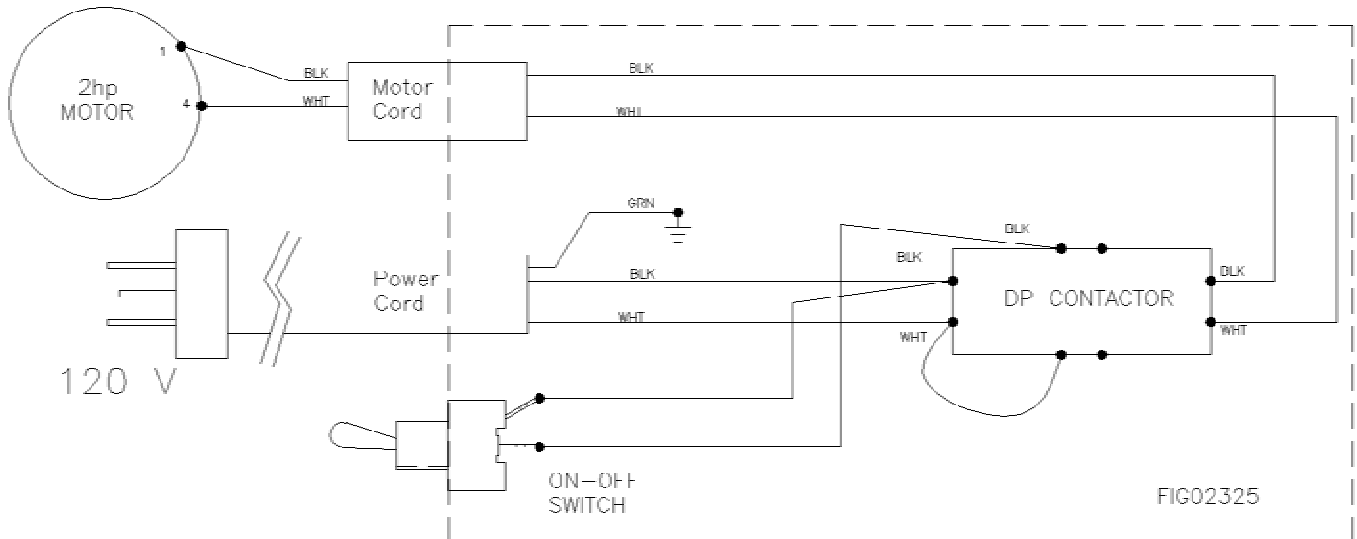 1
BLK
2hp
MOTOR
4
WHT
Motor
Cord
BLK
WHT
GRN
BLK
BLK
Power
Cord
BLK
BLK
DP CONTACTOR
WHT
WHT
WHT
120 V
ON-OFF
SWITCH
FIG02325